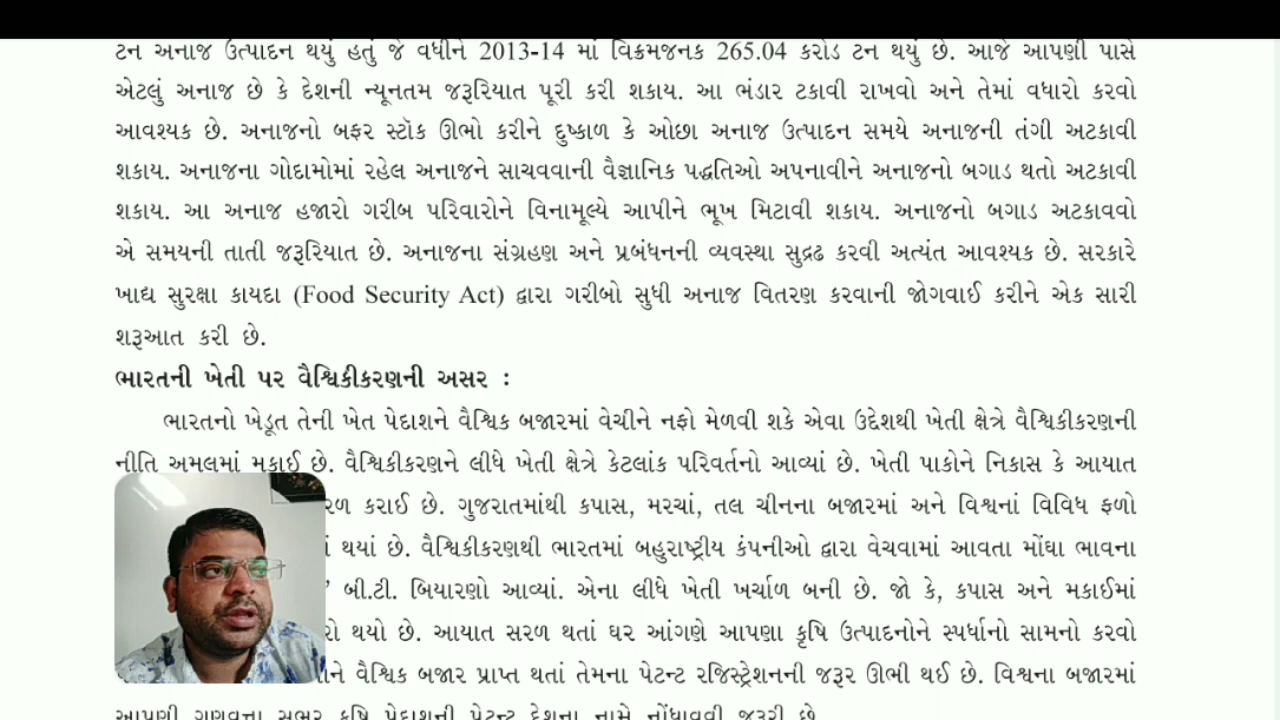 ટન અનાજ ઉત્પાદન થયું હતું જે વધીને 2013-14 માં વિક્રમજનક 265.04 કરોડ ટન થયું છે. આજે આપણી પાસે
એટલું અનાજ છે કે દેશની ન્યૂનતમ જરૂરિયાત પૂરી કરી શકાય. આ ભંડાર ટકાવી રાખવો અને તેમાં વધારો કરવો
આવશ્યક છે. અનાજનો બફર સ્ટૉક ઊભો કરીને દુષ્કાળ કે ઓછા અનાજ ઉત્પાદન સમયે અનાજની તંગી અટકાવી
શકાય. અનાજના ગોદામોમાં રહેલ અનાજને સાચવવાની વૈજ્ઞાનિક પદ્ધતિઓ અપનાવીને અનાજનો બગાડ થતો અટકાવી
શકાય. આ અનાજ હજારો ગરીબ પરિવારોને વિનામૂલ્યે આપીને ભૂખ મિટાવી શકાય. અનાજનો બગાડ અટકાવવો
એ સમયની તાતી જરૂરિયાત છે. અનાજના સંગ્રહણ અને પ્રબંધનની વ્યવસ્થા સુદ્રઢ કરવી અત્યંત આવશ્યક છે. સરકારે
ખાદ્ય સુરક્ષા કાયદા (Food Security Act) દ્વારા ગરીબો સુધી અનાજ વિતરણ કરવાની જોગવાઈ કરીને એક સારી
શરૂઆત કરી છે.
ભારતની ખેતી પર વૈશ્વિકીકરણની અસર :
ભારતનો ખેડૂત તેની ખેત પેદાશને વૈશ્વિક બજારમાં વેચીને નફો મેળવી શકે એવા ઉદ્દેશથી ખેતી ક્ષેત્રે વૈશ્વિકીકરણની
નીતિ અમલમાં મકાઈ છે. વૈશ્વિકીકરણને લીધે ખેતી ક્ષેત્રે કેટલાંક પરિવર્તનો આવ્યાં છે. ખેતી પાકોને નિકાસ કે આયાત
કરાઈ છે. ગુજરાતમાંથી કપાસ, મરચાં, તલ ચીનના બજારમાં અને વિશ્વનાં વિવિધ ફળો
થયાં છે. વૈશ્વિકીકરણથી ભારતમાં બહુરાષ્ટ્રીય કંપનીઓ દ્વારા વેચવામાં આવતા મોંઘા ભાવના
બી.ટી. બિયારણો આવ્યાં. એના લીધે ખેતી ખર્ચાળ બની છે. જો કે, કપાસ અને મકાઈમાં
થયો છે. આયાત સરળ થતાં ઘર આંગણે આપણા કૃષિ ઉત્પાદનોને સ્પર્ધાનો સામનો કરવો
વૈશ્વિક બજાર પ્રાપ્ત થતાં તેમના પેટન્ટ રજિસ્ટ્રેશનની જરૂર ઊભી થઈ છે. વિશ્વના બજારમાં
આપણી ગુણવત્તા સભર કૃષિ પેદાશની પેટન્ટ દેશના નામે નોંધાવવી જરૂરી છે